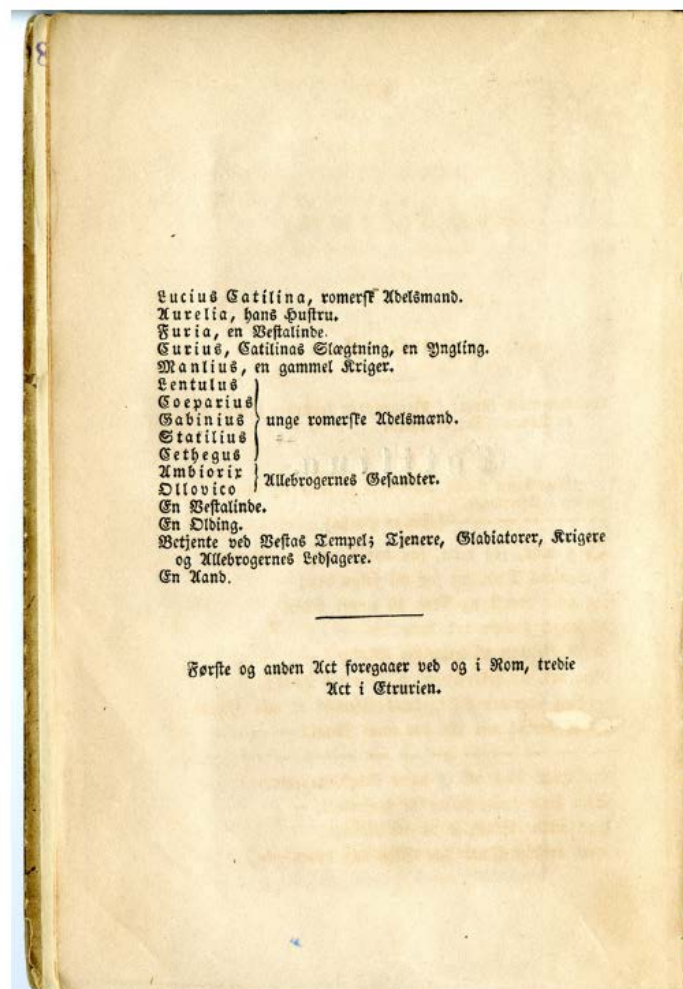 Lucius Catilina, romersk Adelsmand.
Aurelia, hans Hustru.
Furia, en Vestalinde.
Curius, Catilinas Slægtning, en Yngling.
Manlius, en gammel Kriger.
Lentulus
Coeparius
Gabinius } unge romerske Adelsmænd.
Statilius
Cethegus
Ambiorix } Allebrogernes Gesandter.
Ollovico
En Vestalinde.
En Olding.
Betjente ved Vestas Tempel; Tjenere, Gladiatorer, Krigere
og Allebrogernes Ledsagere.
En Aand.
Første og anden Act foregaaer ved og i Rom, tredie
Act i Etrurien.